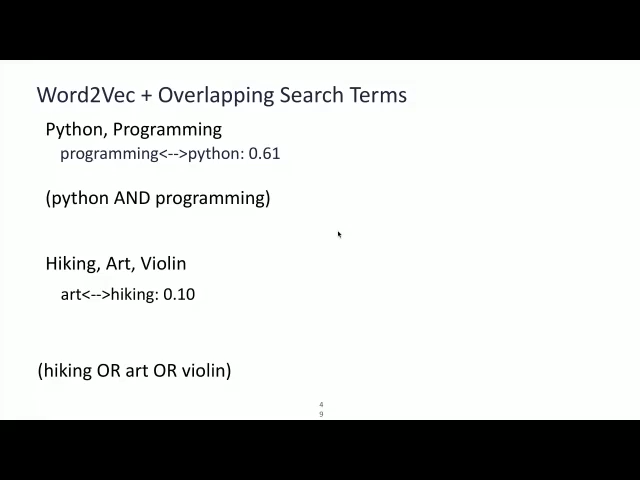 Word2Vec + Overlapping Search Terms
Python, Programming
programming<-->python: 0.61
(python AND programming)
Hiking, Art, Violin
art<-->hiking: 0.10
(hiking OR art OR violin)
4
9